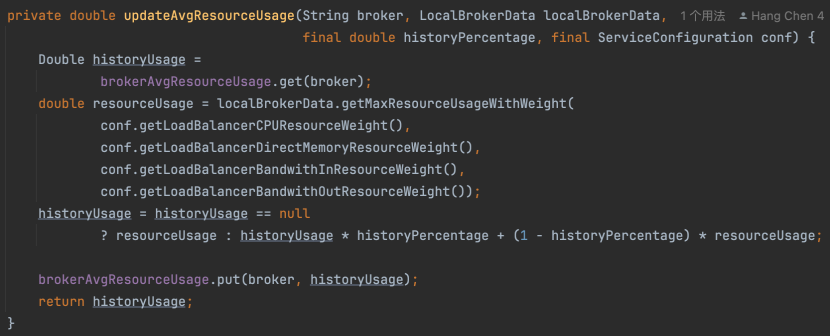 private double updateAvgResourceUsage(String broker, LocalBrokerData localBrokerData, 1 个用法 Hang Chen 4
final double historyPercentage, final ServiceConfiguration conf) {
Double historyUsage =
brokerAvgResourceUsage.get(broker);
double resourceUsage = localBrokerData.getMaxResourceUsageWithWeight(
conf.getLoadBalancerCPUResourceWeight(),
conf.getLoadBalancerDirectMemoryResourceWeight(),
conf.getLoadBalancerBandwithInResourceWeight(),
conf.getLoadBalancerBandwithOutResourceWeight());
historyUsage = historyUsage == null
? resourceUsage : historyUsage * historyPercentage + (1 - historyPercentage) * resourceUsage;
brokerAvgResourceUsage.put(broker, historyUsage);
return historyUsage;
}